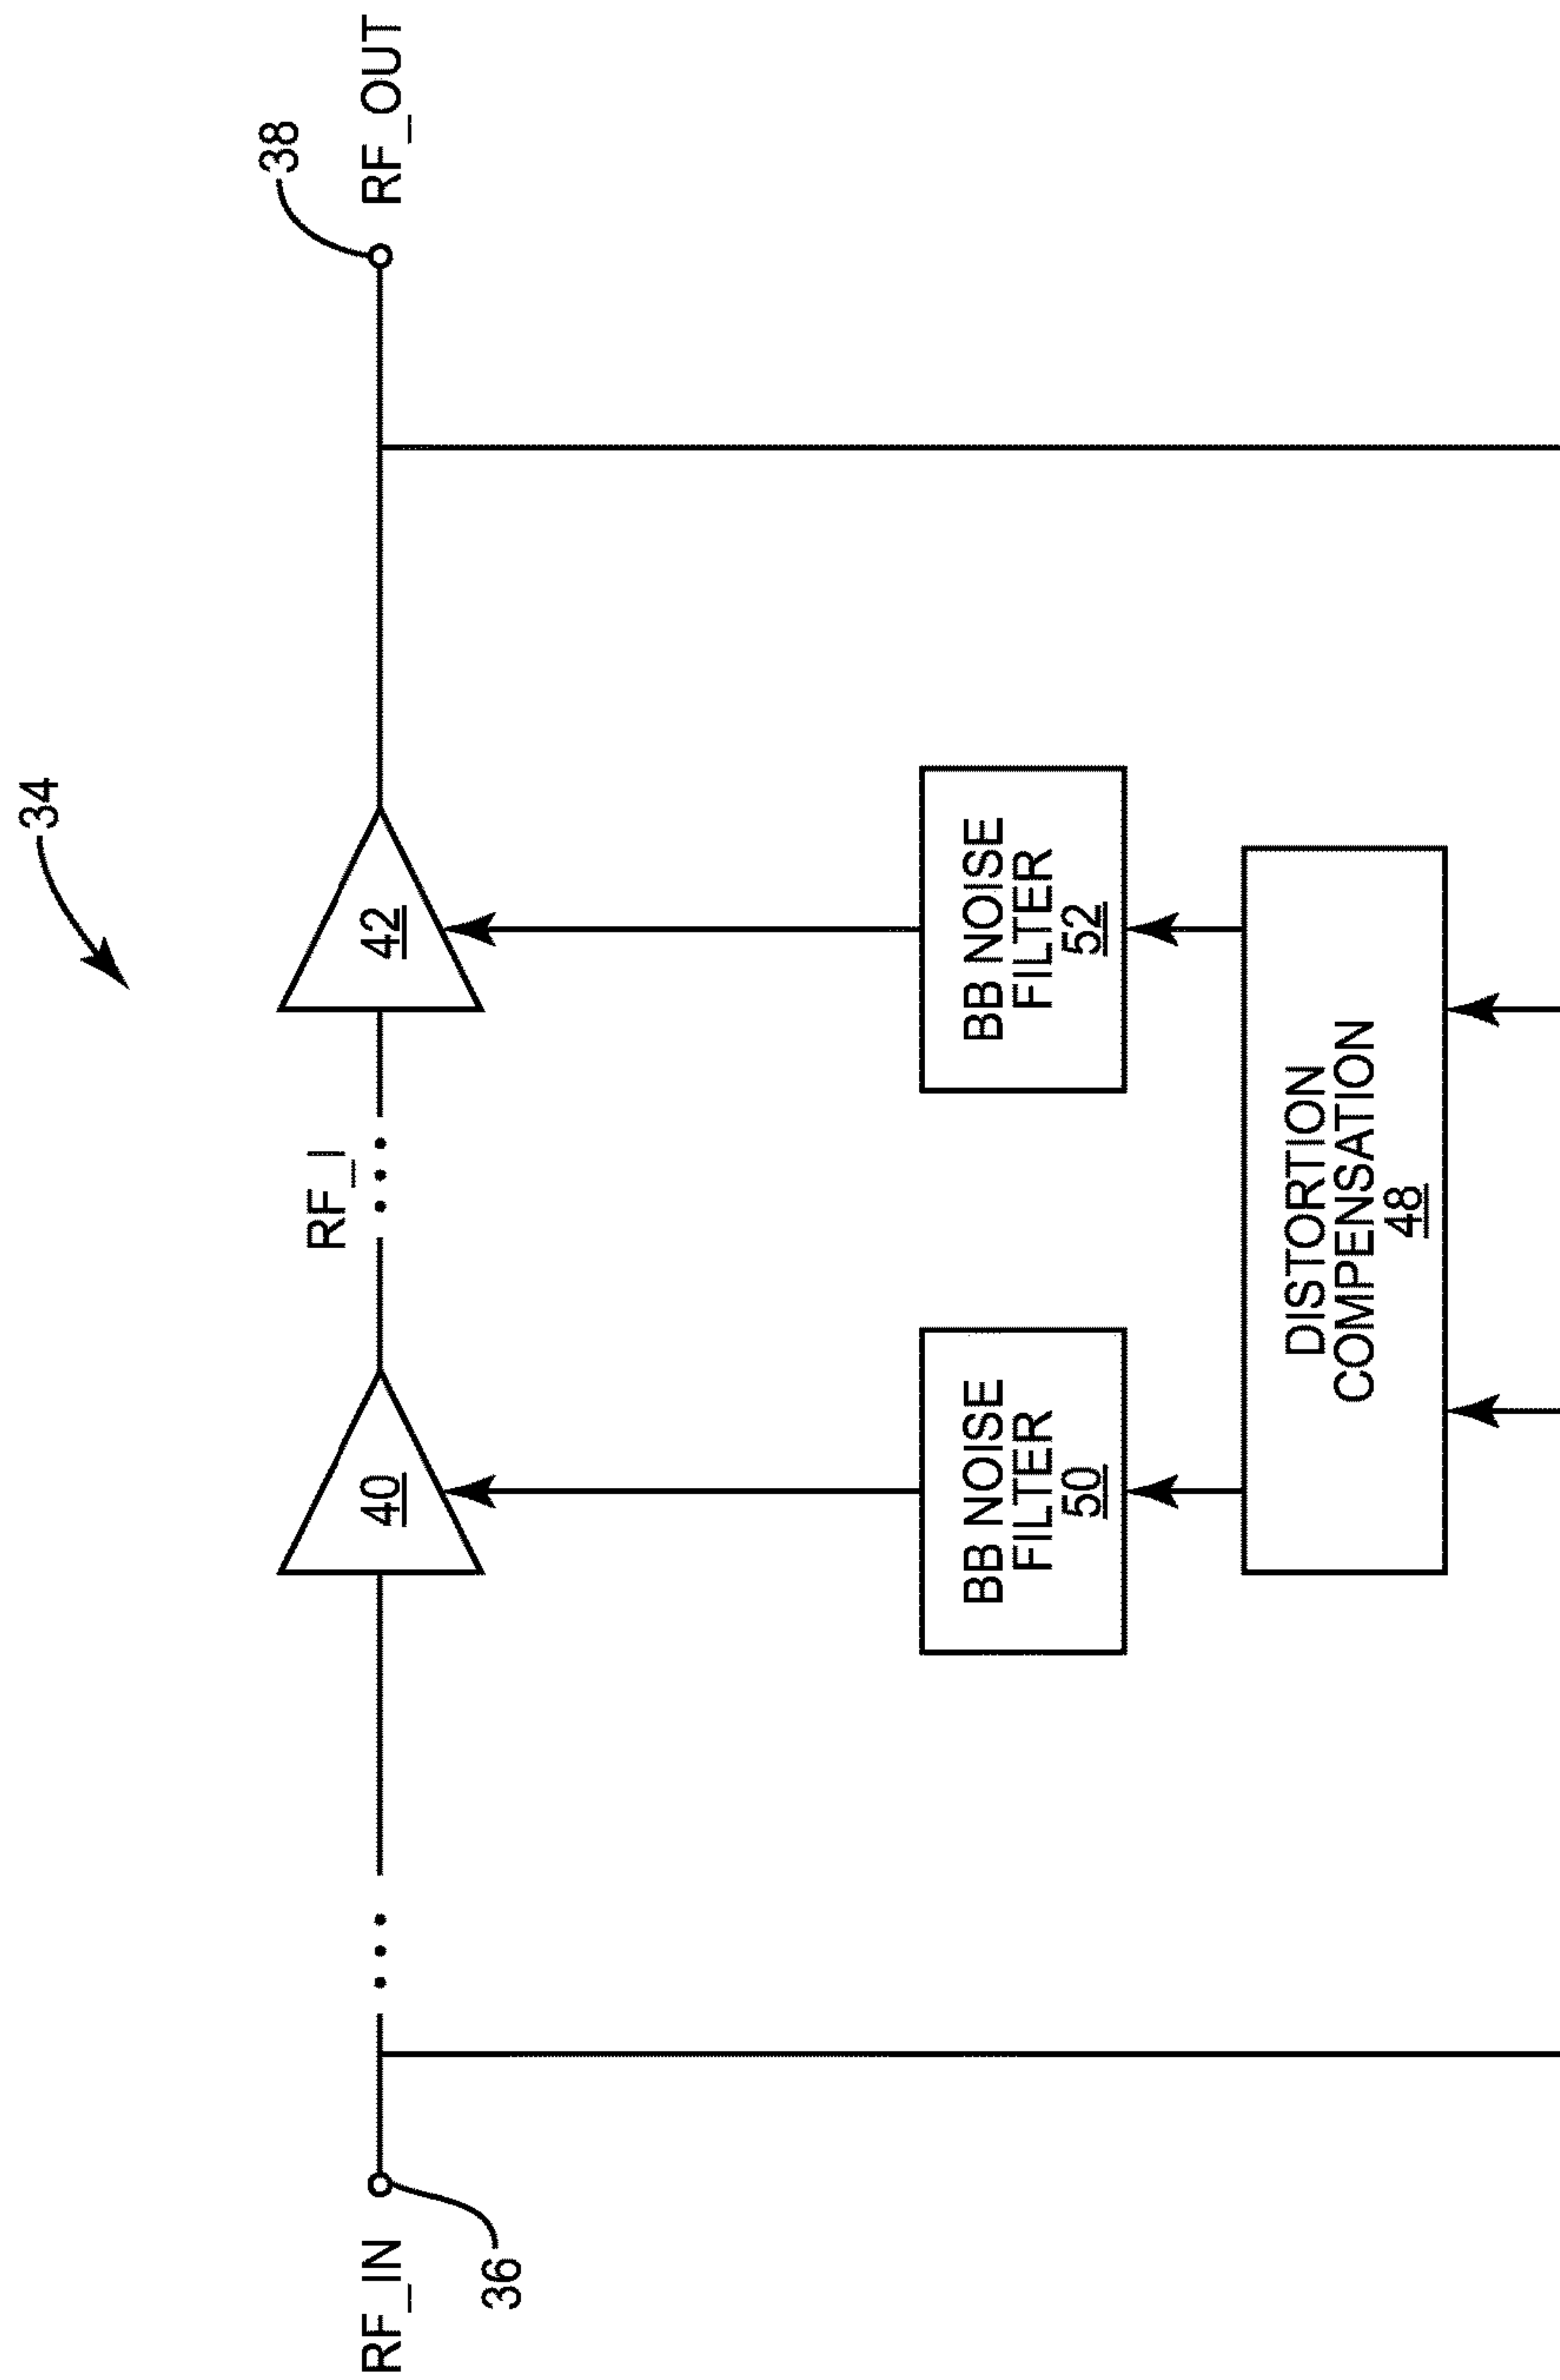 34
38
RF_IN
36
40
RF_I
42
RF_OUT
BB NOISE
FILTER
50
BB NOISE
FILTER
52
DISTORTION
COMPENSATION
48